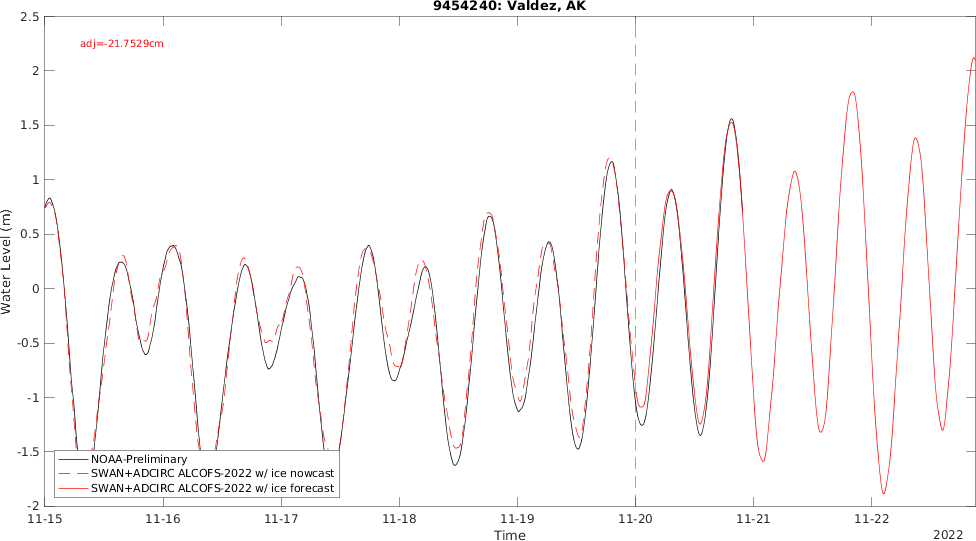 9454240: Valdez, AK
adj=-21.7529cm
Water Level (m)
2.5
2
1.5
1
0.5
0
-0.5
-1
-1.5
-2
NOAA-Preliminary
SWAN+ADCIRC ALCOFS-2022 w/ ice nowcast
SWAN+ADCIRC ALCOFS-2022 w/ ice forecast
11-15 11-16 11-17 11-18 11-19 11-20 11-21 11-22
Time
2022